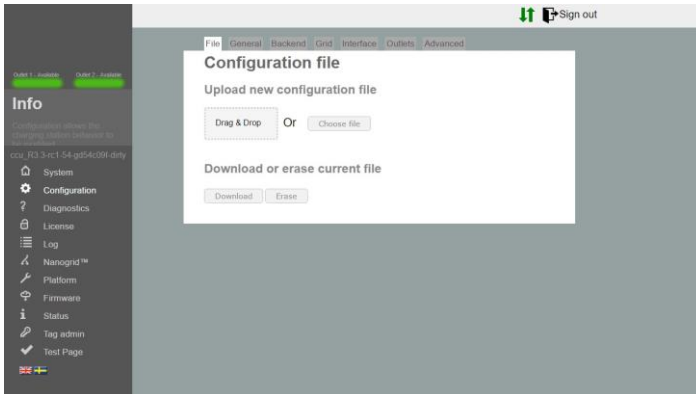 Sign out
Outlet 1 - Available Outlet 2 - Available
Info
Configuration allows the
charging station behavior to
be modified
ccu_R3.3-rc1-54-gd54c09f-dirty
System
Configuration
Diagnostics
License
Log
Nanogrid™
Platform
Firmware
Status
Tag admin
Test Page
File General Backend Grid Interface Outlets Advanced
Configuration file
Upload new configuration file
Drag & Drop Or Choose file
Download or erase current file
Download Erase